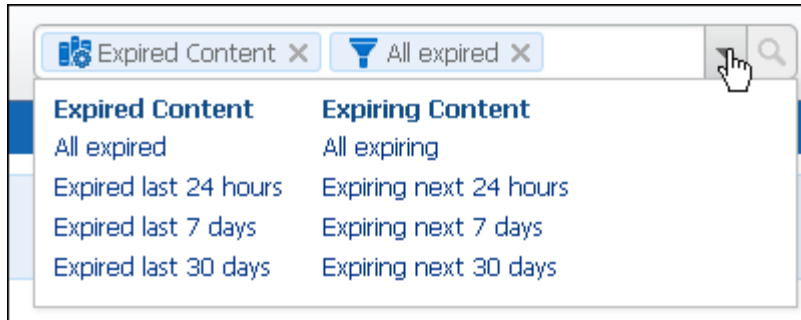 Expired Content All expired
Expired Content Expiring Content
All expired All expiring
Expired last 24 hours Expiring next 24 hours
Expired last 7 days Expiring next 7 days
Expired last 30 days Expiring next 30 days